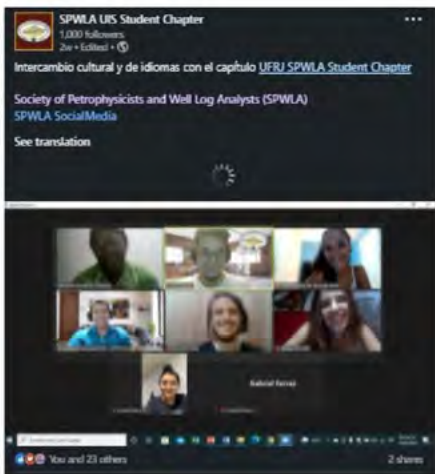 SPWLA UIS Student Chapter
1,000 followers
2w • Edited •
Intercambio cultural y de idiomas con el capítulo UFRJ SPWLA Student Chapter
Society of Petrophysicists and Well Log Analysts (SPWLA)
SPWLA SocialMedia
See translation
Gabriel Ferraz
You and 23 others
2 shares